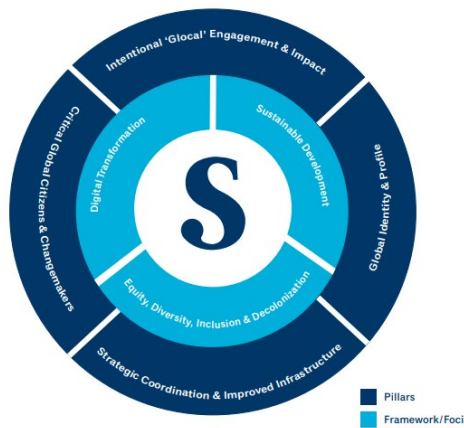 Intentional ‘Glocal’ Engagement & Impact
Global Identity & Profile
Strategic Coordination & Improved Infrastructure
Critical Global Citizens & Changemakers
Digital Transformation
Sustainable Development
Equity, Diversity, Inclusion & Decolonization
S
Pillars
Framework/Foci